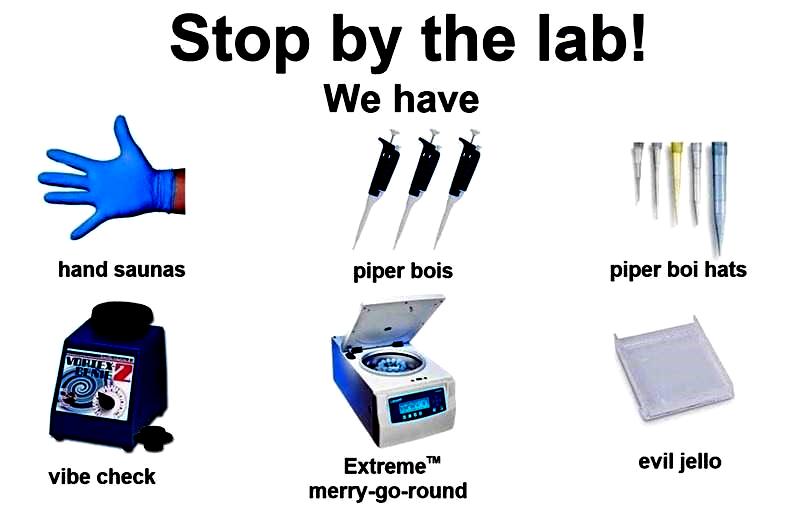 Stop by the lab!
We have
hand saunas
piper bois
piper boi hats
VORTEX-
GENIE 2
vibe check
Extreme™
merry-go-round
evil jello